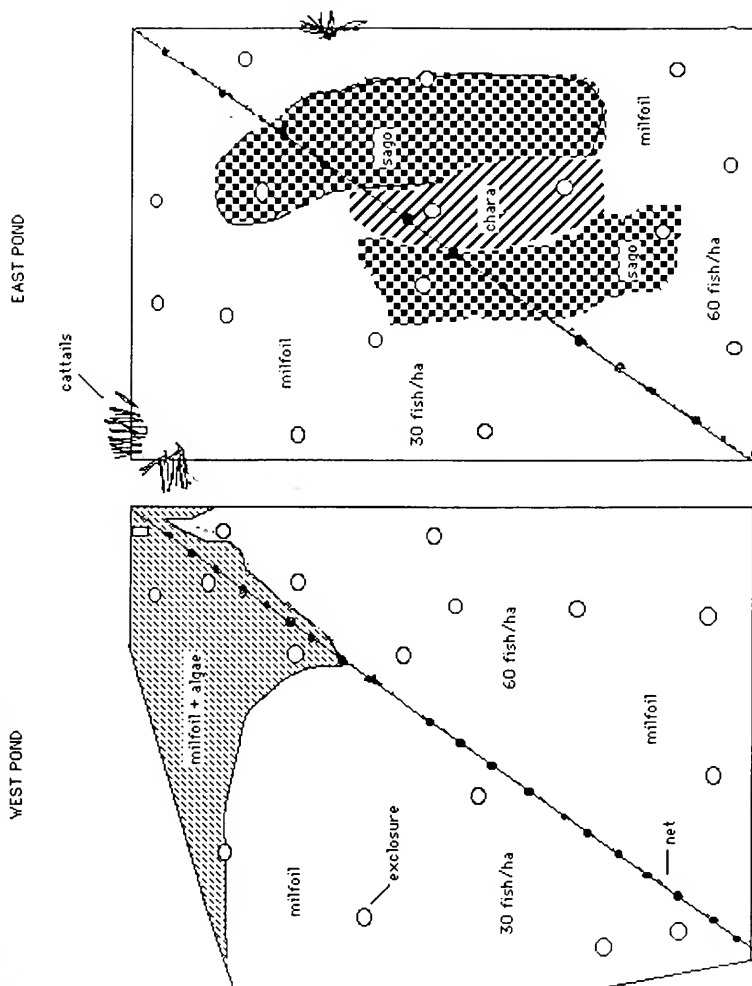 WEST POND
EAST POND
cattails
milfoil + algae
milfoil
exclosure
30 fish/ha
60 fish/ha
milfoil
net
milfoil
30 fish/ha
sago
chara
sago
milfoil
60 fish/ha